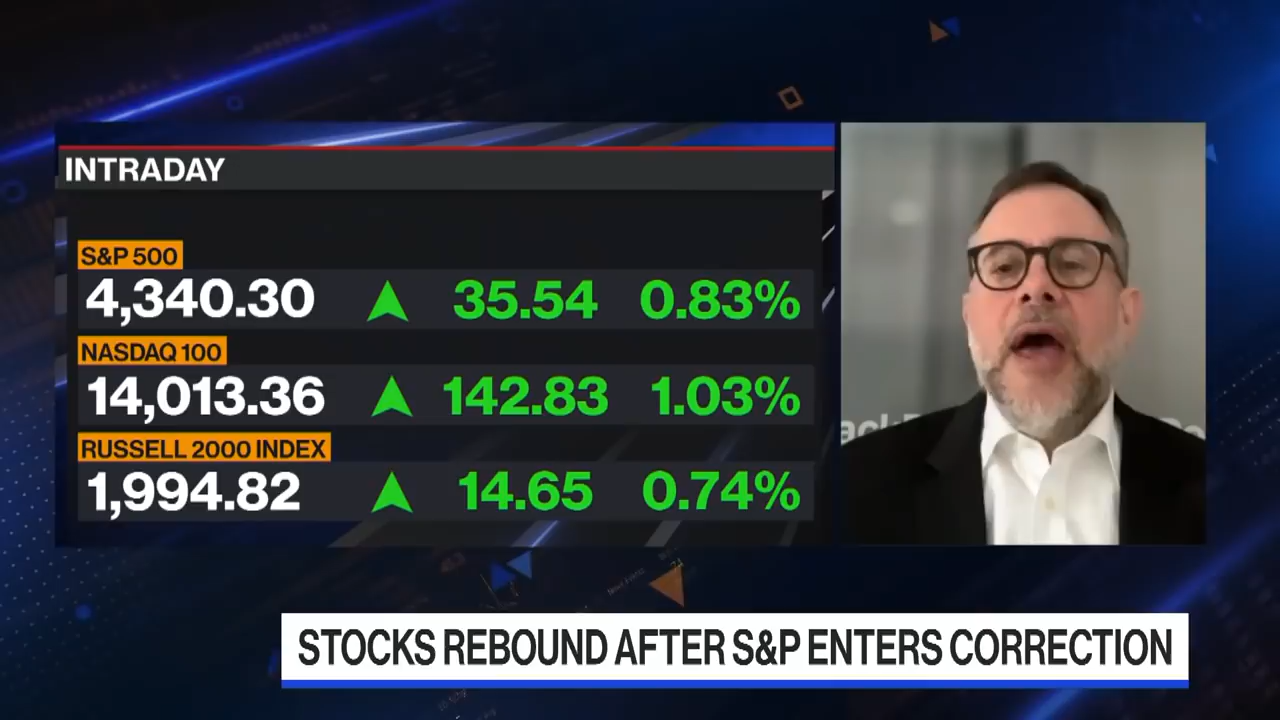 INTRADAY
S&P 500
4,340.30 ▲ 35.54 0.83%
NASDAQ 100
14,013.36 ▲ 142.83 1.03%
RUSSELL 2000 INDEX
1,994.82 ▲ 14.65 0.74%
STOCKS REBOUND AFTER S&P ENTERS CORRECTION